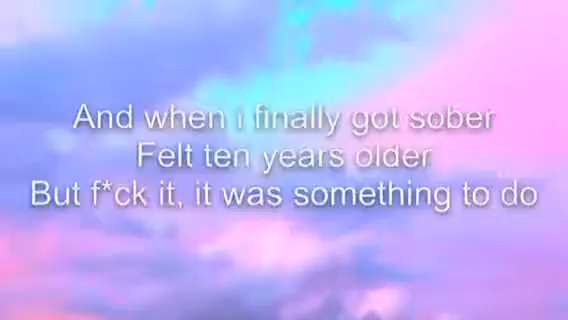 And when i finally got sober
Felt ten years older
But f*ck it, it was something to do